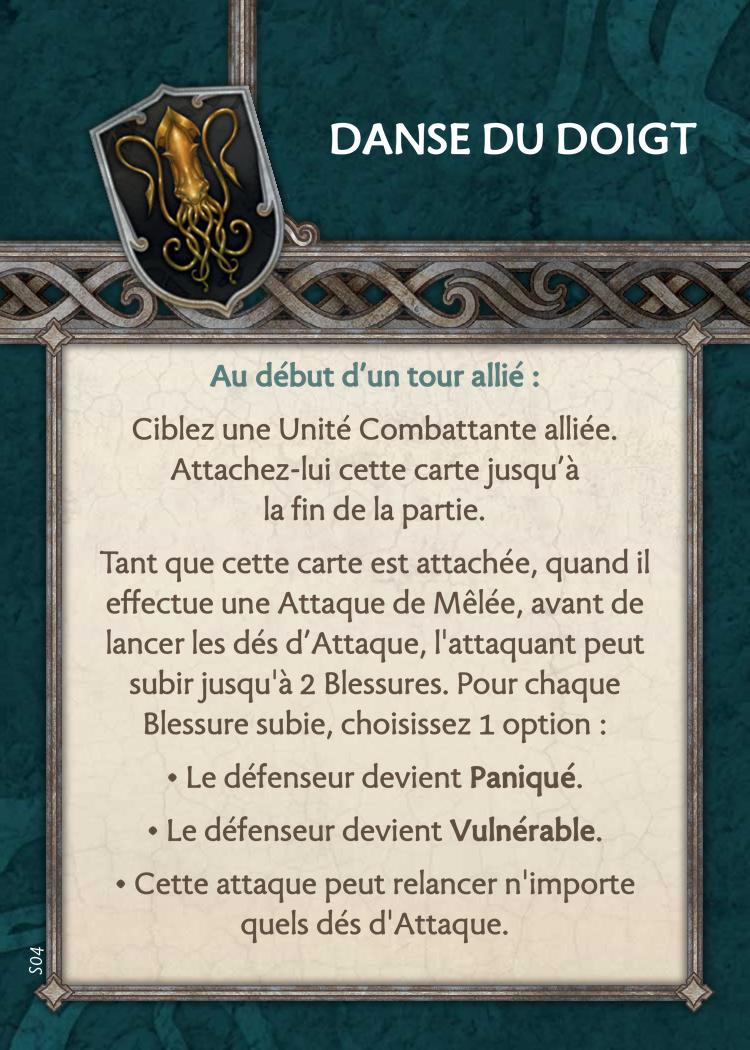 DANSE DU DOIGT
Au début d’un tour allié :
Ciblez une Unité Combattante alliée.
Attachez-lui cette carte jusqu’à
la fin de la partie.
Tant que cette carte est attachée, quand il
effectue une Attaque de Mêlée, avant de
lancer les dés d’Attaque, l'attaquant peut
subir jusqu'à 2 Blessures. Pour chaque
Blessure subie, choisissez 1 option :
• Le défenseur devient Paniqué.
• Le défenseur devient Vulnérable.
• Cette attaque peut relancer n'importe
quels dés d'Attaque.
S04